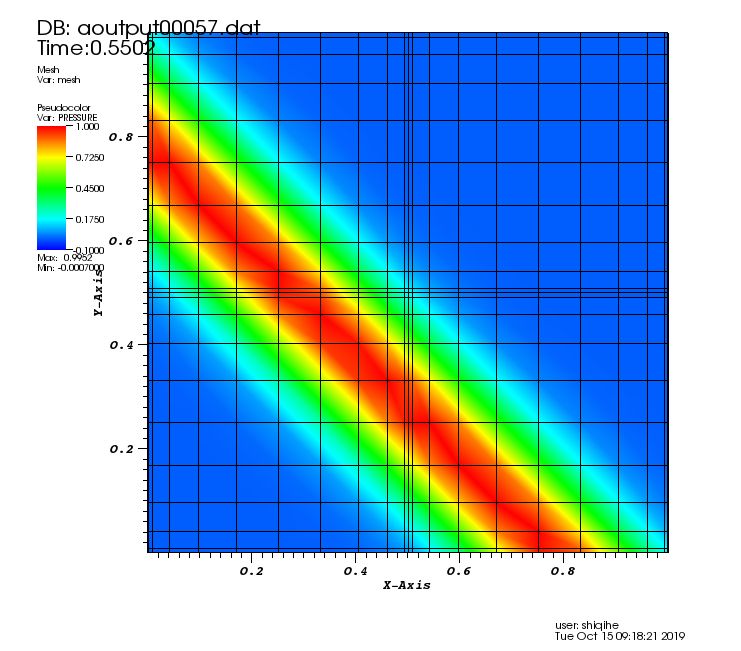 DB: aoutput00057.dat
Time:0.5502
Mesh
Var: mesh
Pseudocolor
Var: PRESSURE
1.000
0.7250
0.4500
0.1750
-0.1000
Max: 0.9952
Min: -0.0007000
Y-Axis
0.8
0.6
0.4
0.2
0.2 0.4 0.6 0.8
X-Axis
user: shiqihe
Tue Oct 15 09:18:21 2019